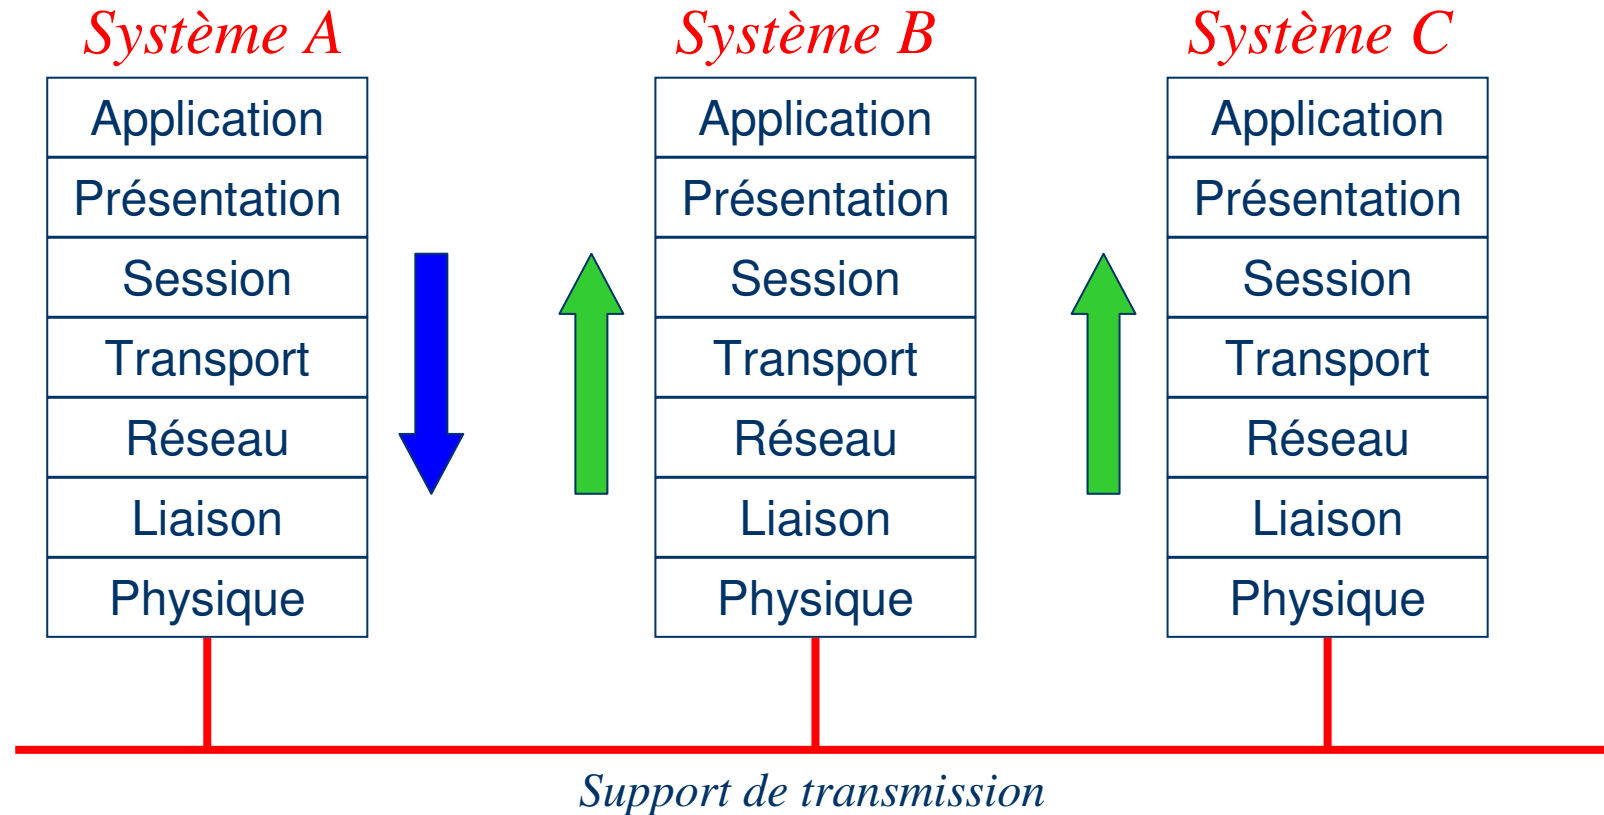 Système A
Application
Présentation
Session
Transport
Réseau
Liaison
Physique
Système B
Application
Présentation
Session
Transport
Réseau
Liaison
Physique
Système C
Application
Présentation
Session
Transport
Réseau
Liaison
Physique
Support de transmission